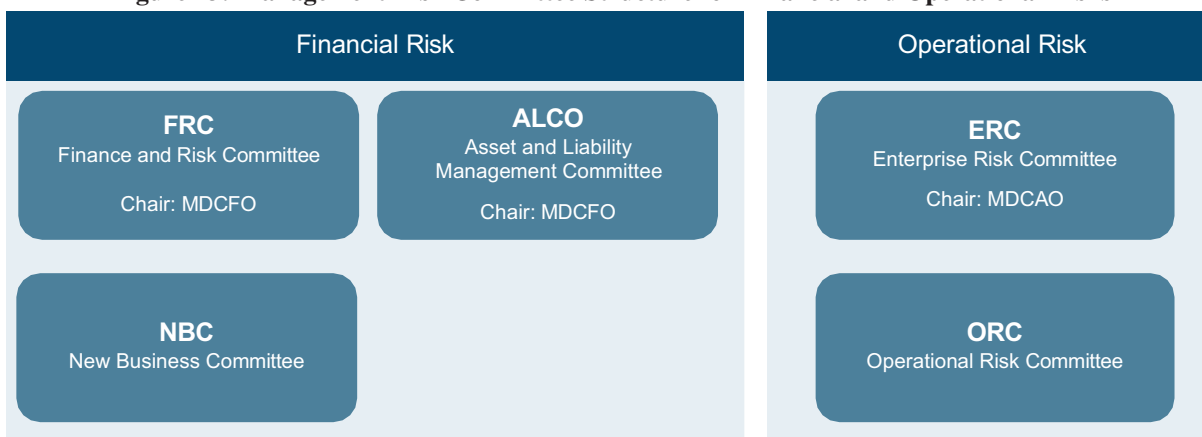 Financial Risk
FRC
Finance and Risk Committee
Chair: MDCFO
ALCO
Asset and Liability
Management Committee
Chair: MDCFO
NBC
New Business Committee
Operational Risk
ERC
Enterprise Risk Committee
Chair: MDCAO
ORC
Operational Risk Committee